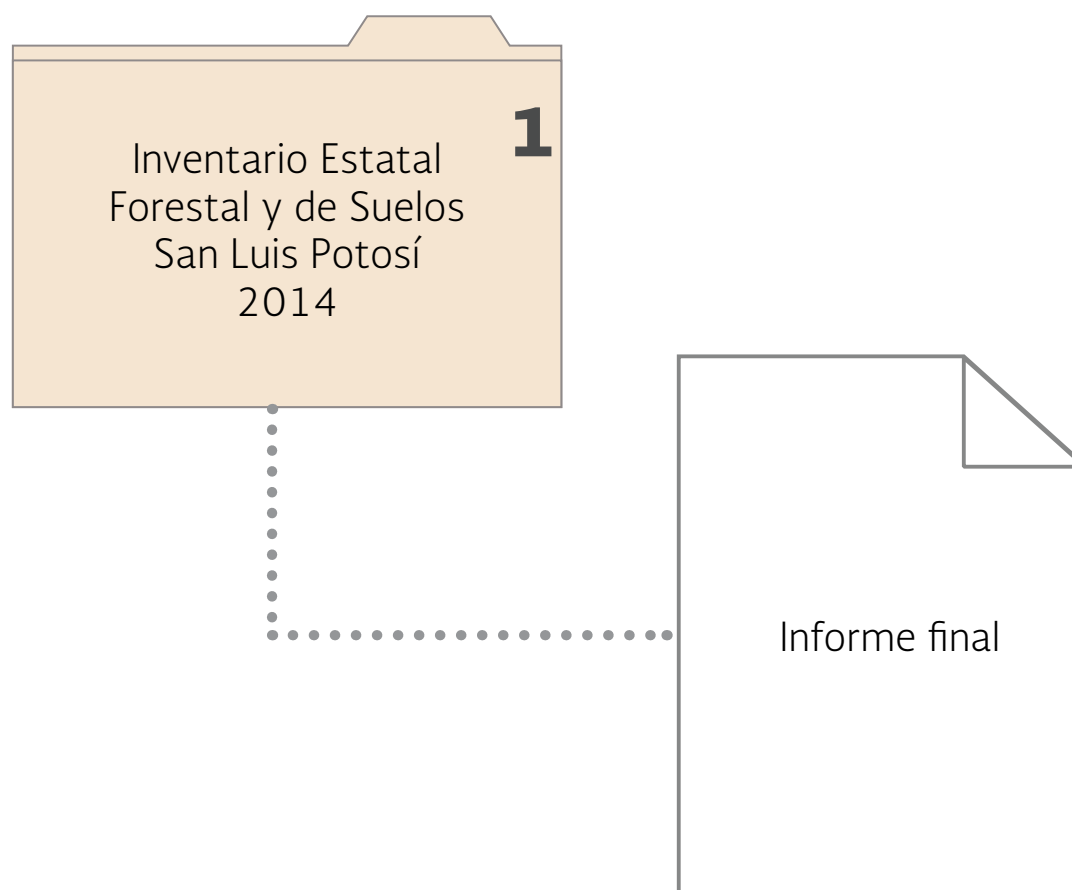 1
Inventario Estatal
Forestal y de Suelos
San Luis Potosí
2014
Informe final